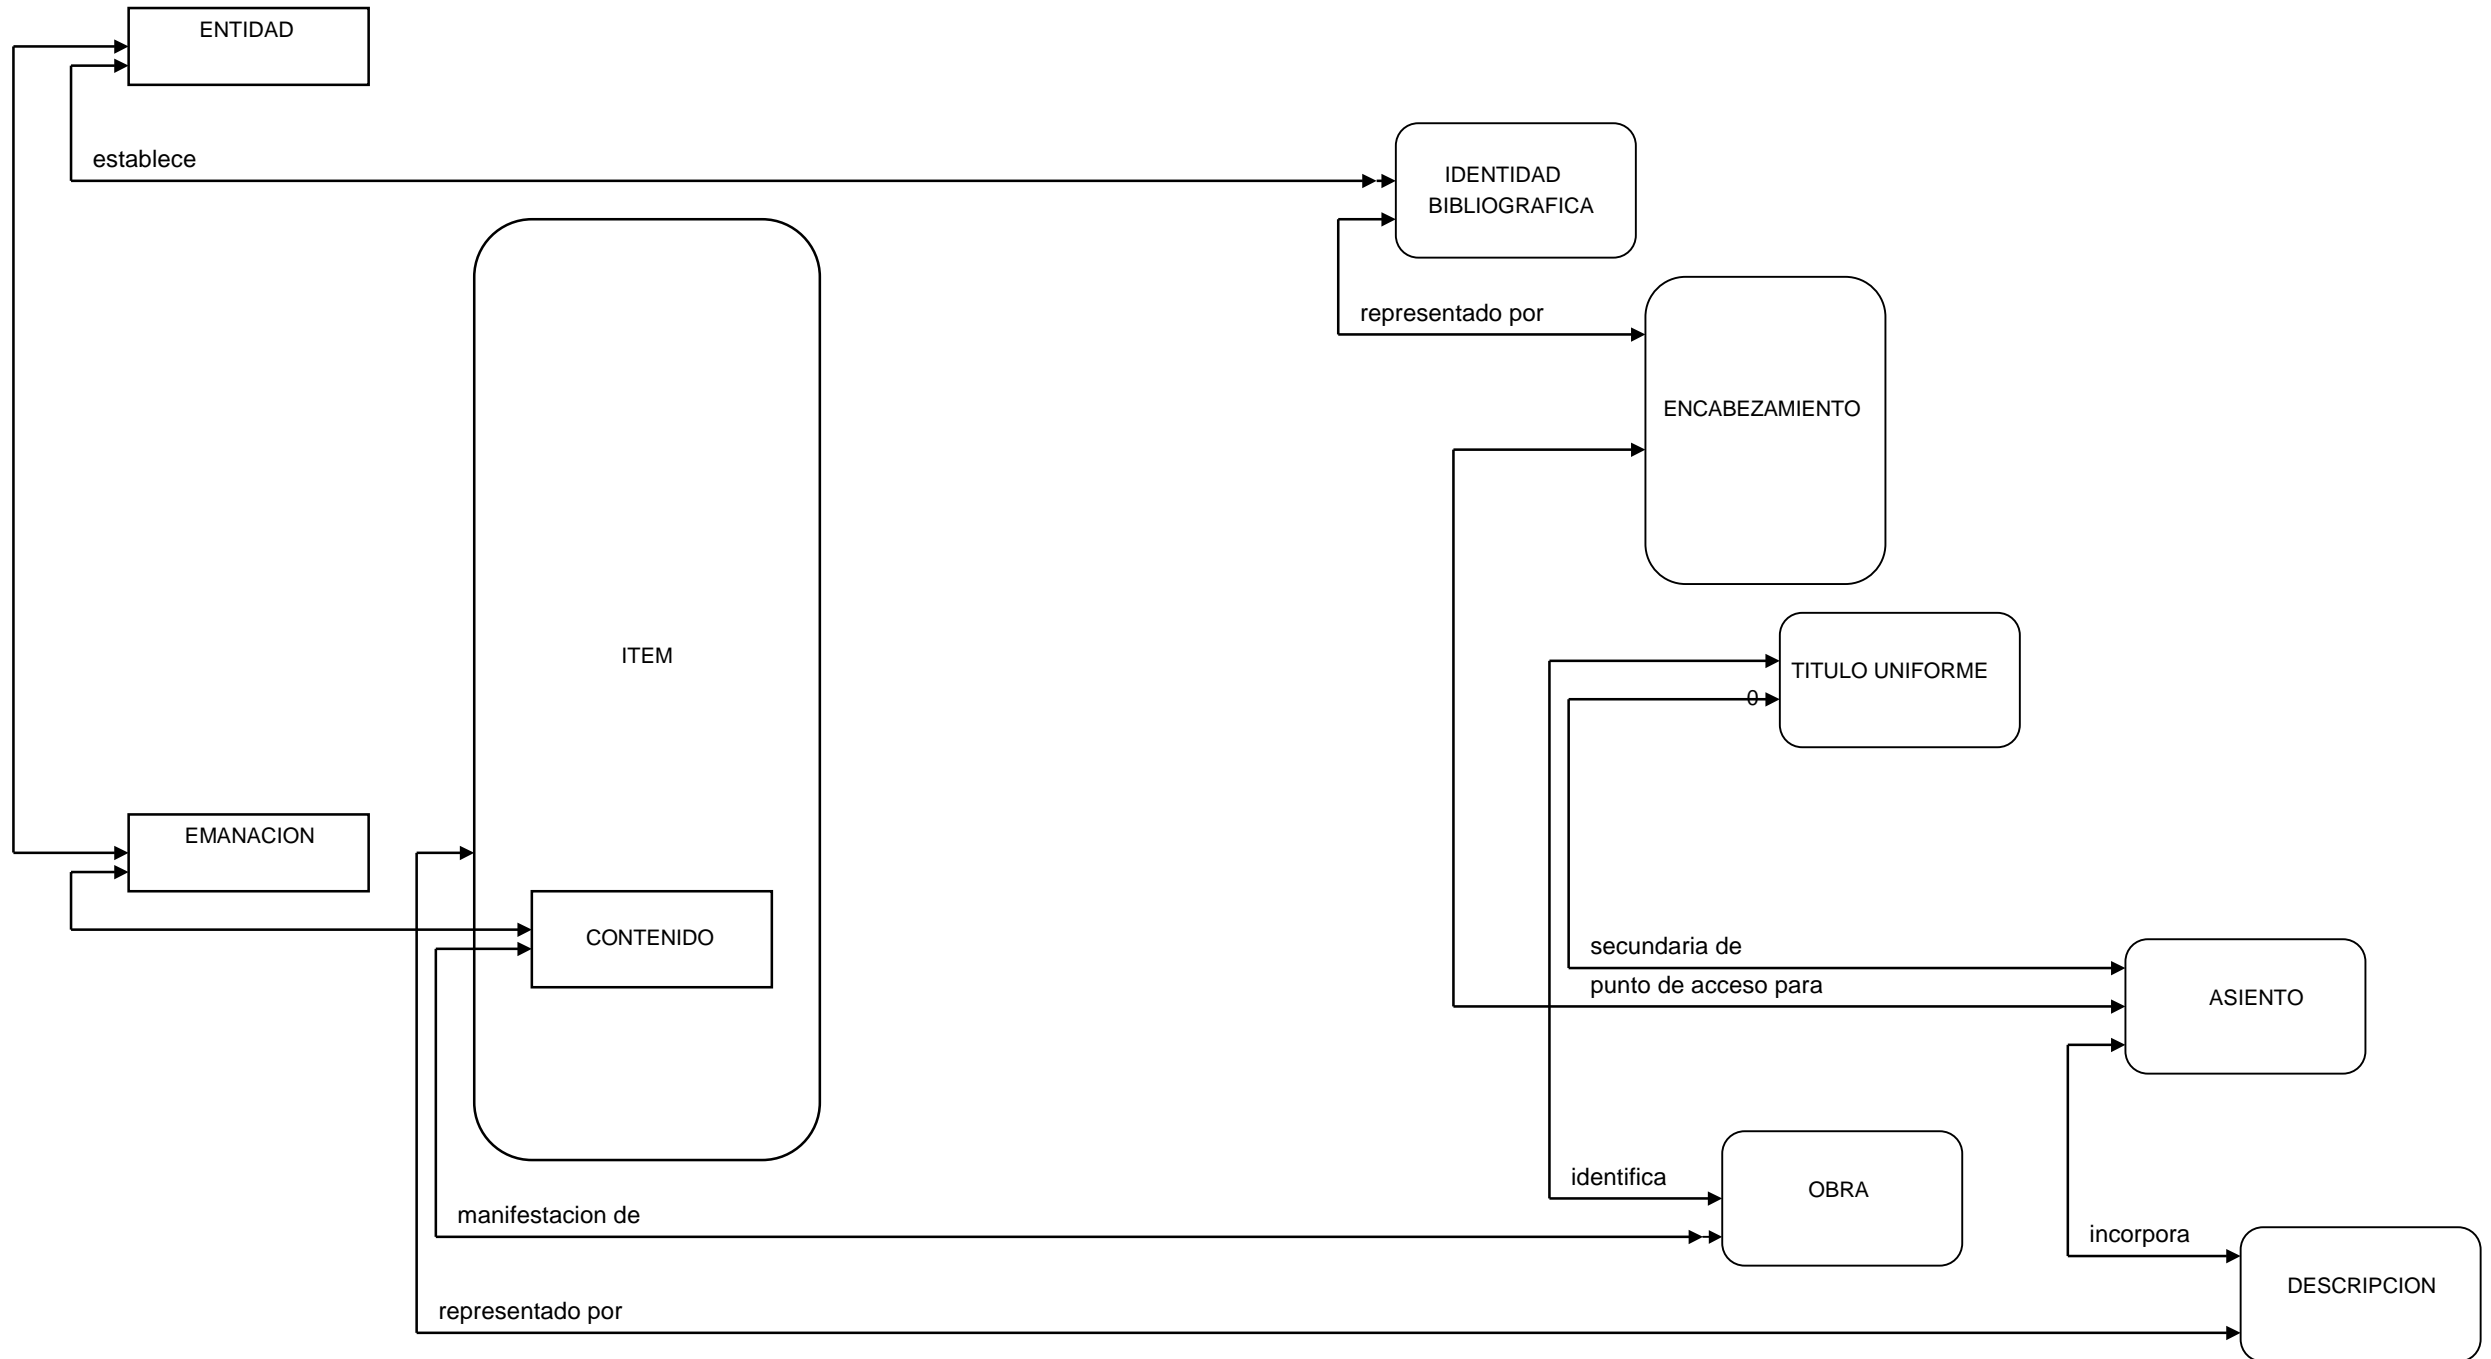 ENTIDAD
establece
IDENTIDAD
BIBLIOGRAFICA
representado por
ENCABEZAMIENTO
ITEM
TITULO UNIFORME
0
EMANACION
CONTENIDO
secundaria de
punto de acceso para
ASIENTO
identifica
OBRA
manifestacion de
incorpora
DESCRIPCION
representado por